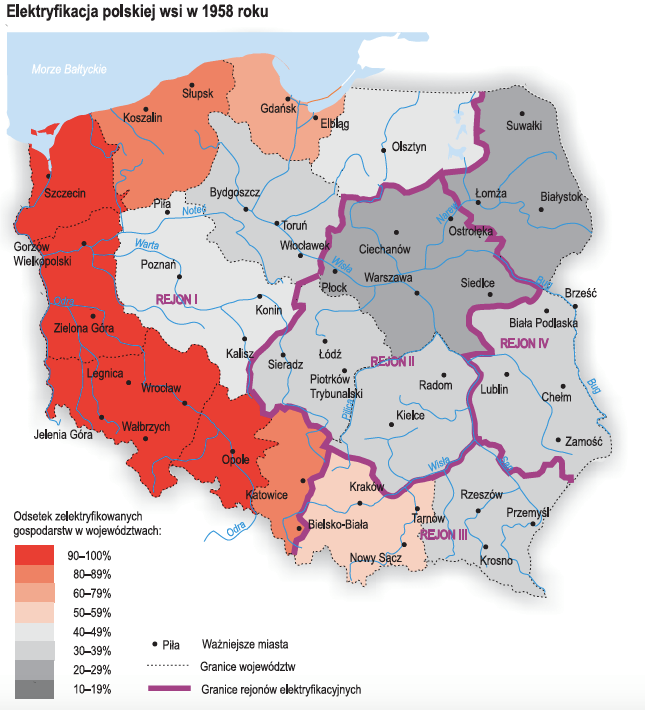 Elektryfikacja polskiej wsi w 1958 roku
Morze Bałtyckie
Słupsk
Koszalin
Gdańsk
Elbląg
Suwałki
Olsztyn
Szczecin
Piła
Noteć
Bydgoszcz
Toruń
Łomża
Białystok
Narew
Ostrołęka
Gorzów
Wielkopolski
Warta
Włocławek
Wisła
Ciechanów
Poznań
Płock
Warszawa
Siedlce
Bug
Brześć
REJON I
Konin
Biała Podlaska
Zielona Góra
Kalisz
Sieradz
Łódź
REJON II
REJON IV
Legnica
Wrocław
Piotrków
Trybunalski
Radom
Lublin
Chełm
Bug
Jelenia Góra
Wałbrzych
Pilica
Kielce
Zamość
Opole
Wisła
San
Katowice
Kraków
Rzeszów
Przemyśl
Odra
Bielsko-Biała
Tarnów
REJON III
Nowy Sącz
Krosno
Odsetek zelektryfikowanych
gospodarstw w województwach:
90–100%
80–89%
60–79%
50–59%
40–49%
30–39%
20–29%
10–19%
Piła Ważniejsze miasta
Granice województw
Granice rejonów elektryfikacyjnych